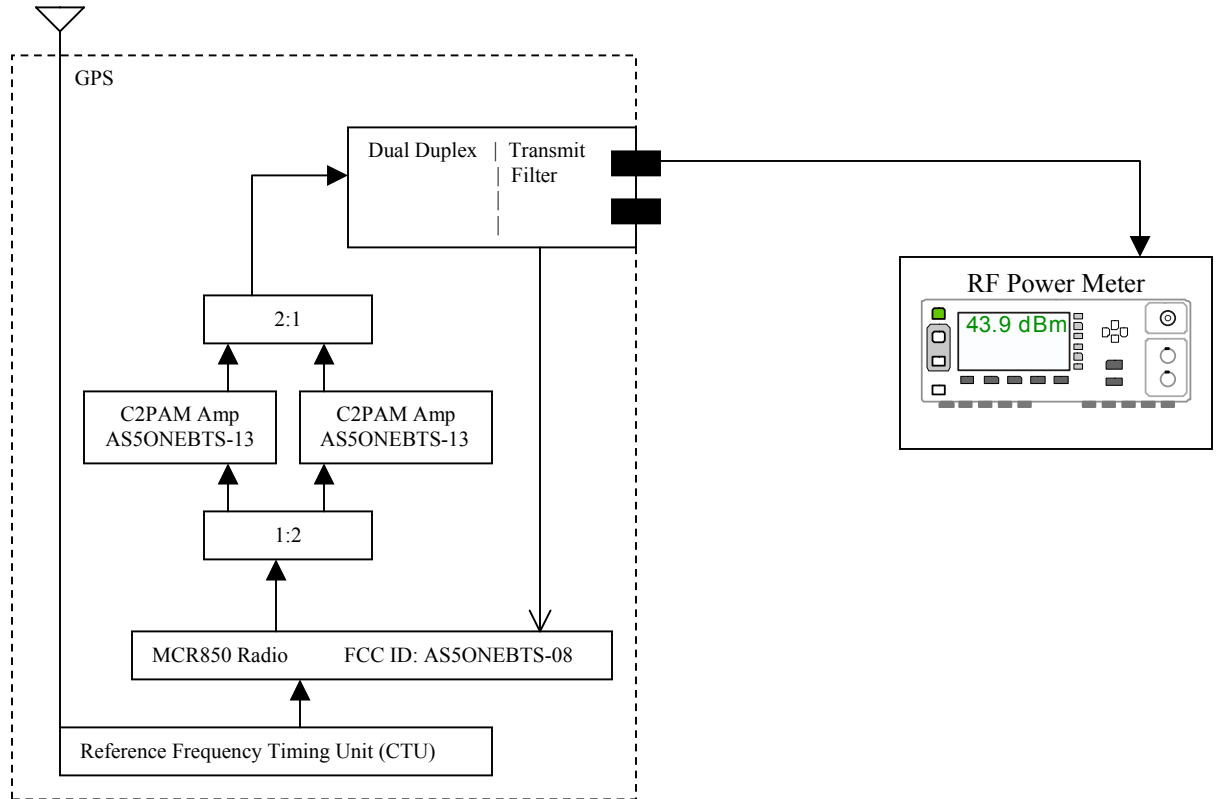 GPS
Dual Duplex | Transmit
| Filter
|
|
RF Power Meter
43.9 dBm
2:1
C2PAM Amp
AS5ONEBTS-13
C2PAM Amp
AS5ONEBTS-13
1:2
MCR850 Radio FCC ID: AS5ONEBTS-08
Reference Frequency Timing Unit (CTU)